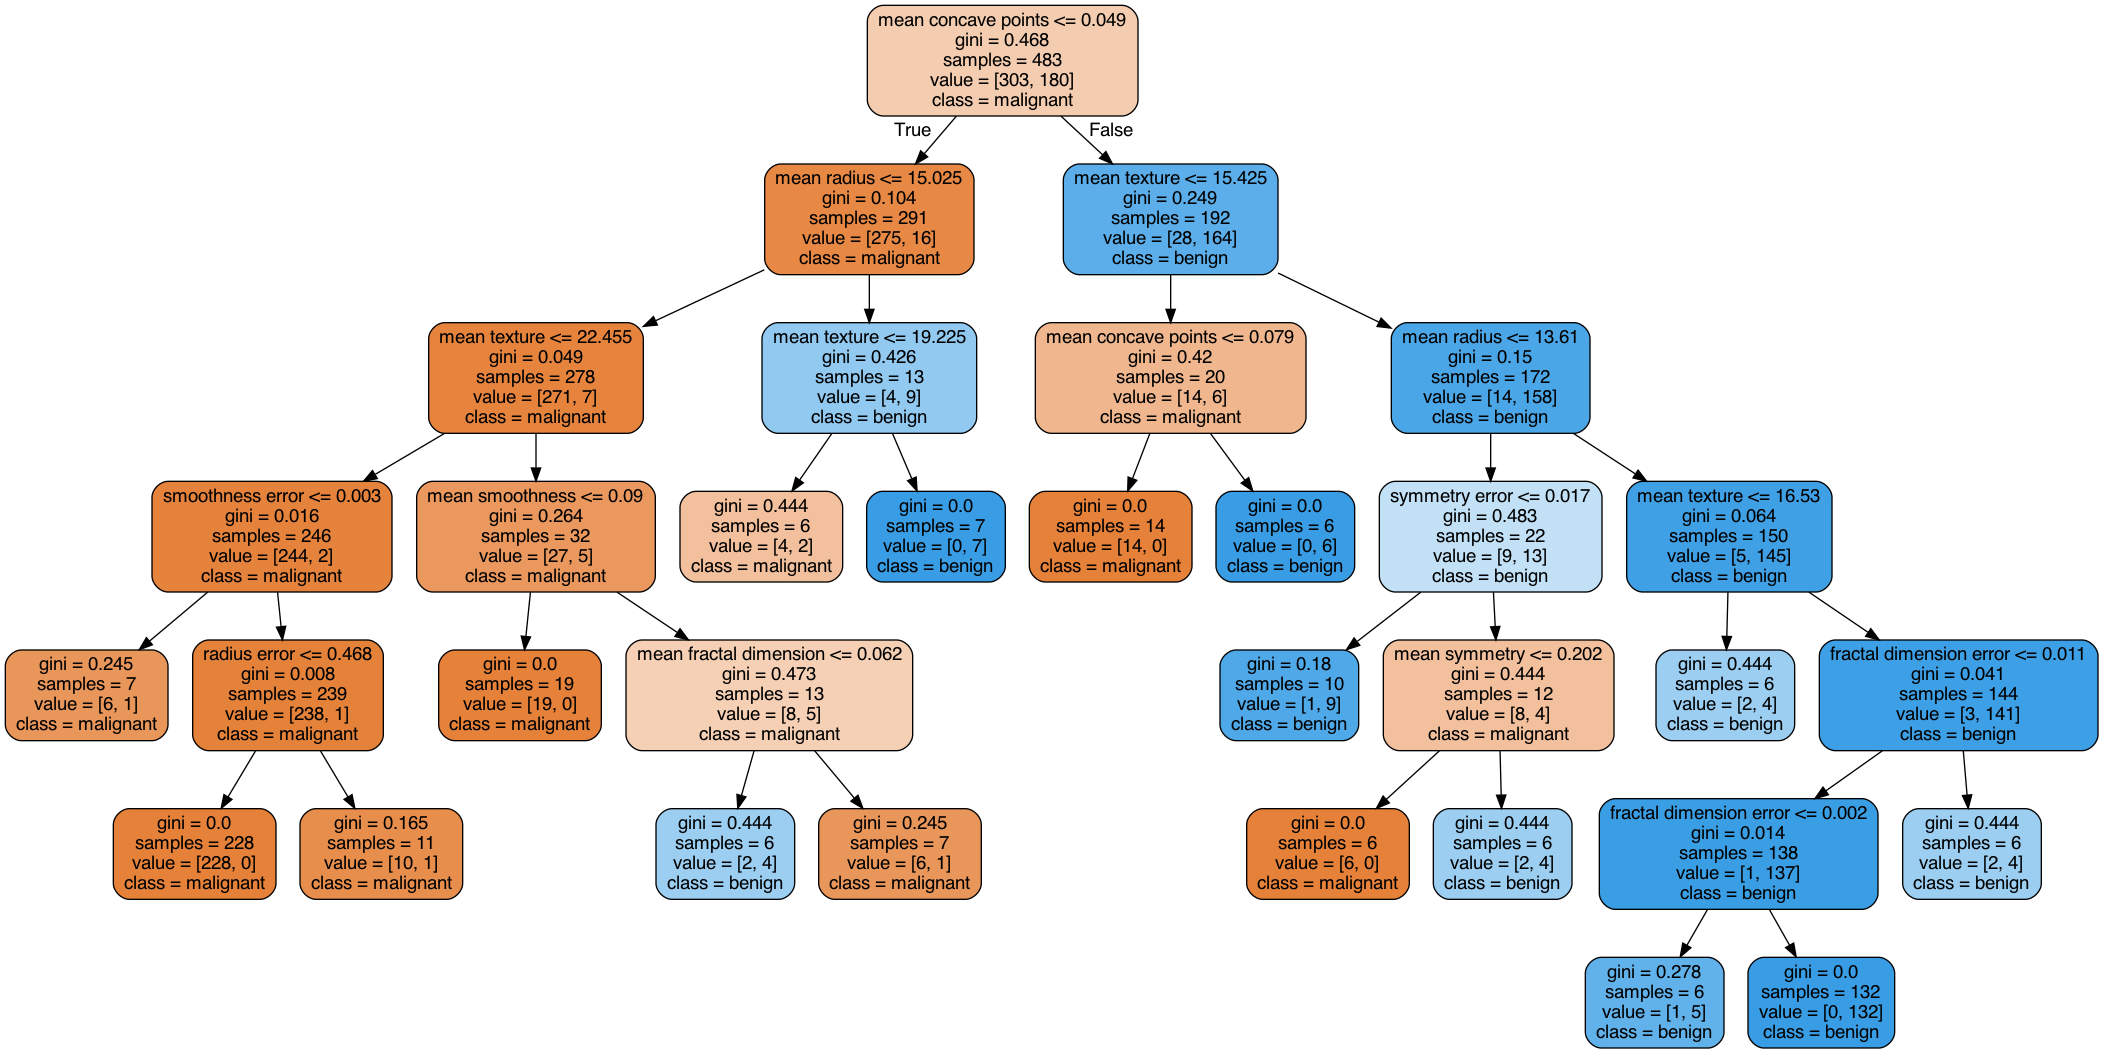 mean concave points <= 0.049
gini = 0.468
samples = 483
value = [303, 180]
class = malignant
True
False
mean radius <= 15.025
gini = 0.104
samples = 291
value = [275, 16]
class = malignant
mean texture <= 15.425
gini = 0.249
samples = 192
value = [28, 164]
class = benign
mean texture <= 22.455
gini = 0.049
samples = 278
value = [271, 7]
class = malignant
mean texture <= 19.225
gini = 0.426
samples = 13
value = [4, 9]
class = benign
mean concave points <= 0.079
gini = 0.42
samples = 20
value = [14, 6]
class = malignant
mean radius <= 13.61
gini = 0.15
samples = 172
value = [14, 158]
class = benign
smoothness error <= 0.003
gini = 0.016
samples = 246
value = [244, 2]
class = malignant
mean smoothness <= 0.09
gini = 0.264
samples = 32
value = [27, 5]
class = malignant
gini = 0.444
samples = 6
value = [4, 2]
class = malignant
gini = 0.0
samples = 7
value = [0, 7]
class = benign
gini = 0.0
samples = 14
value = [14, 0]
class = malignant
gini = 0.0
samples = 6
value = [0, 6]
class = benign
symmetry error <= 0.017
gini = 0.483
samples = 22
value = [9, 13]
class = benign
mean texture <= 16.53
gini = 0.064
samples = 150
value = [5, 145]
class = benign
gini = 0.245
samples = 7
value = [6, 1]
class = malignant
radius error <= 0.468
gini = 0.008
samples = 239
value = [238, 1]
class = malignant
gini = 0.0
samples = 19
value = [19, 0]
class = malignant
mean fractal dimension <= 0.062
gini = 0.473
samples = 13
value = [8, 5]
class = malignant
gini = 0.18
samples = 10
value = [1, 9]
class = benign
mean symmetry <= 0.202
gini = 0.444
samples = 12
value = [8, 4]
class = malignant
gini = 0.444
samples = 6
value = [2, 4]
class = benign
fractal dimension error <= 0.011
gini = 0.041
samples = 144
value = [3, 141]
class = benign
gini = 0.0
samples = 228
value = [228, 0]
class = malignant
gini = 0.165
samples = 11
value = [10, 1]
class = malignant
gini = 0.444
samples = 6
value = [2, 4]
class = benign
gini = 0.245
samples = 7
value = [6, 1]
class = malignant
gini = 0.0
samples = 6
value = [6, 0]
class = malignant
gini = 0.444
samples = 6
value = [2, 4]
class = benign
fractal dimension error <= 0.002
gini = 0.014
samples = 138
value = [1, 137]
class = benign
gini = 0.444
samples = 6
value = [2, 4]
class = benign
gini = 0.278
samples = 6
value = [1, 5]
class = benign
gini = 0.0
samples = 132
value = [0, 132]
class = benign